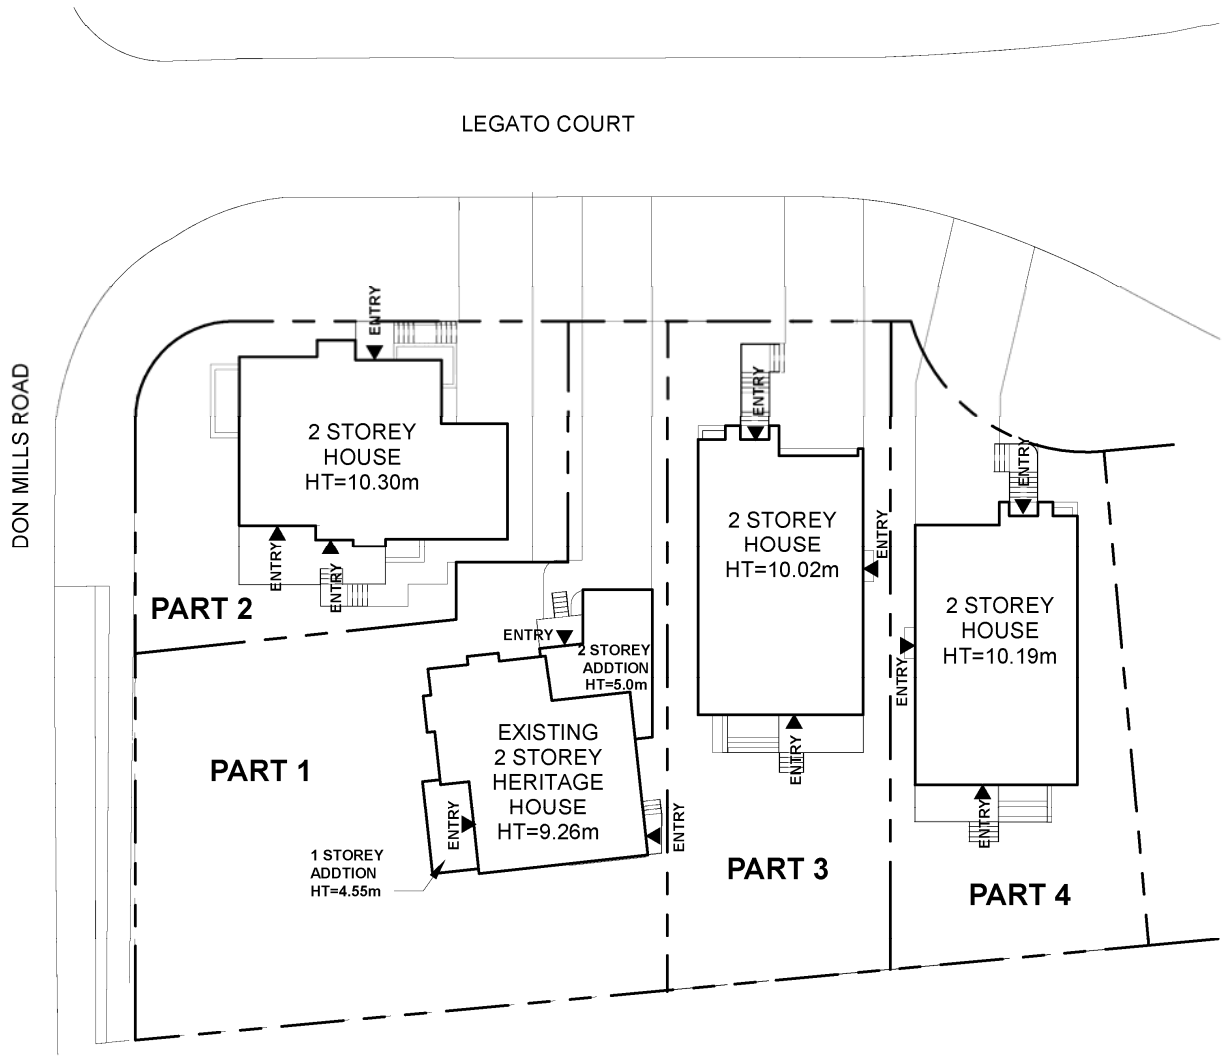 LEGATO COURT
DON MILLS ROAD
ENTRY
2 STOREY
HOUSE
HT=10.30m
ENTRY
ENTRY
PART 2
ENTRY
2 STOREY
HOUSE
HT=10.02m
ENTRY
ENTRY
PART 3
ENTRY
2 STOREY
HOUSE
HT=10.19m
ENTRY
ENTRY
PART 4
ENTRY
2 STOREY
ADDTION
HT=5.0m
PART 1
EXISTING
2 STOREY
HERITAGE
HOUSE
HT=9.26m
ENTRY
ENTRY
1 STOREY
ADDTION
HT=4.55m